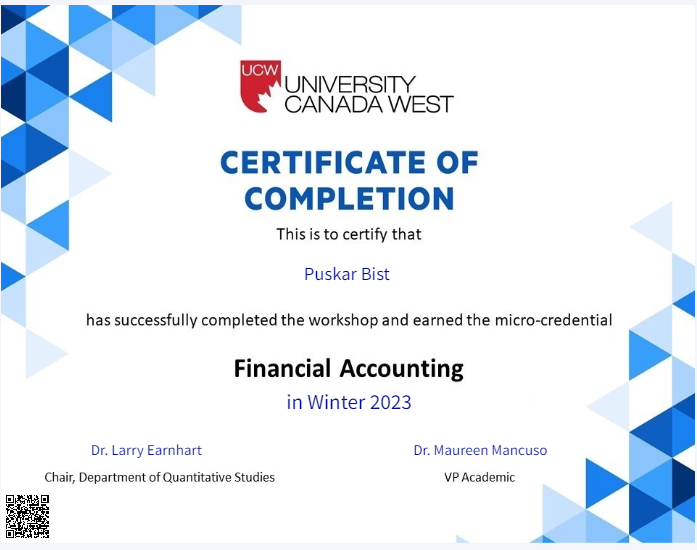 UCW
UNIVERSITY
CANADA WEST
CERTIFICATE OF
COMPLETION
This is to certify that
Puskar Bist
has successfully completed the workshop and earned the micro-credential
Financial Accounting
in Winter 2023
Dr. Larry Earnhart
Dr. Maureen Mancuso
Chair, Department of Quantitative Studies
VP Academic